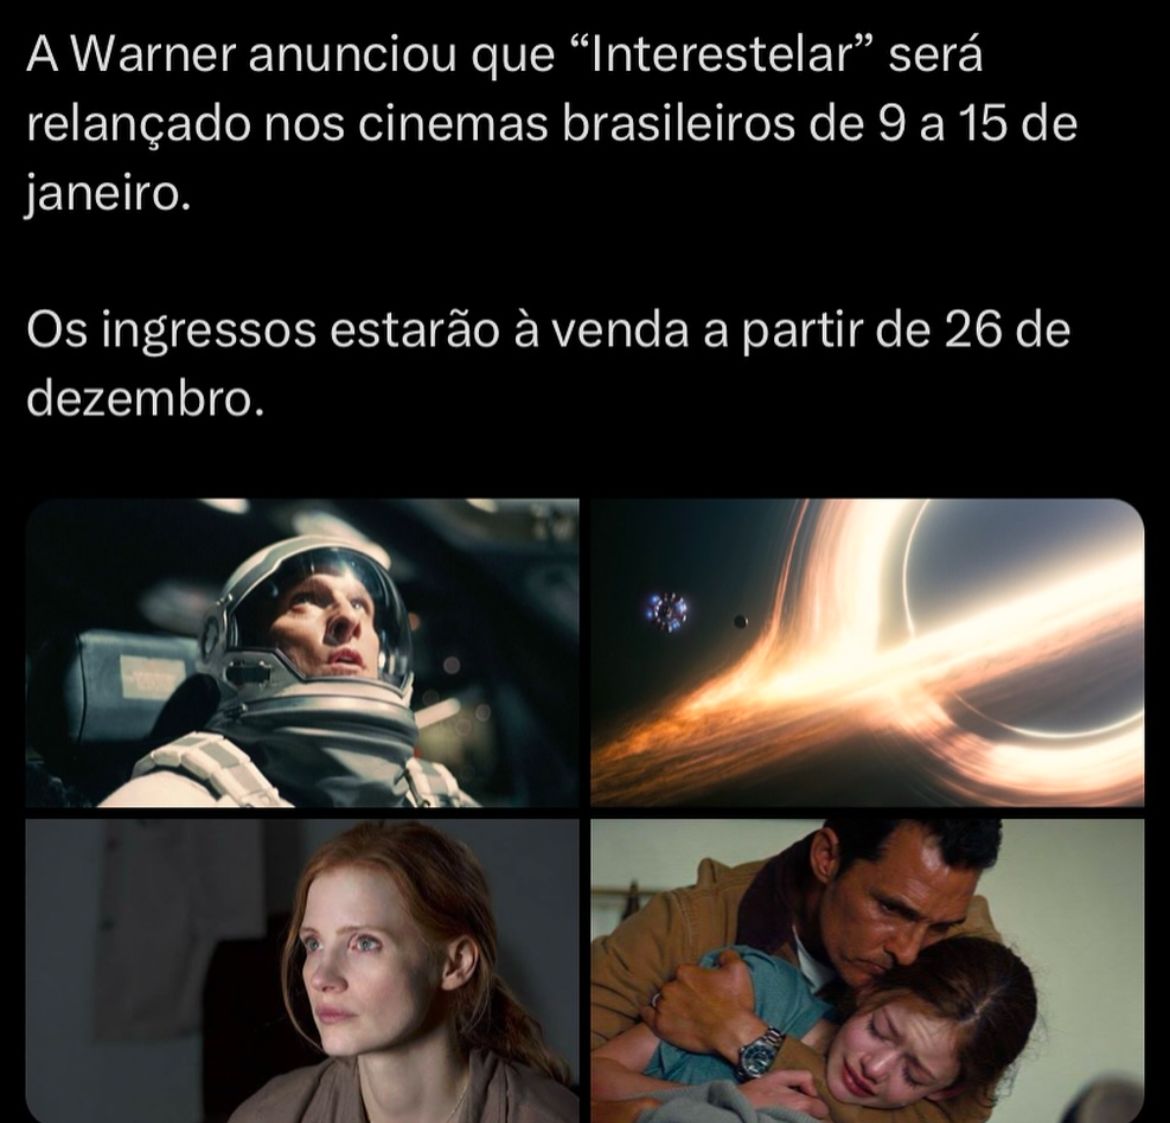 A Warner anunciou que “Interestelar” será
relançado nos cinemas brasileiros de 9 a 15 de
janeiro.
Os ingressos estarão à venda a partir de 26 de
dezembro.